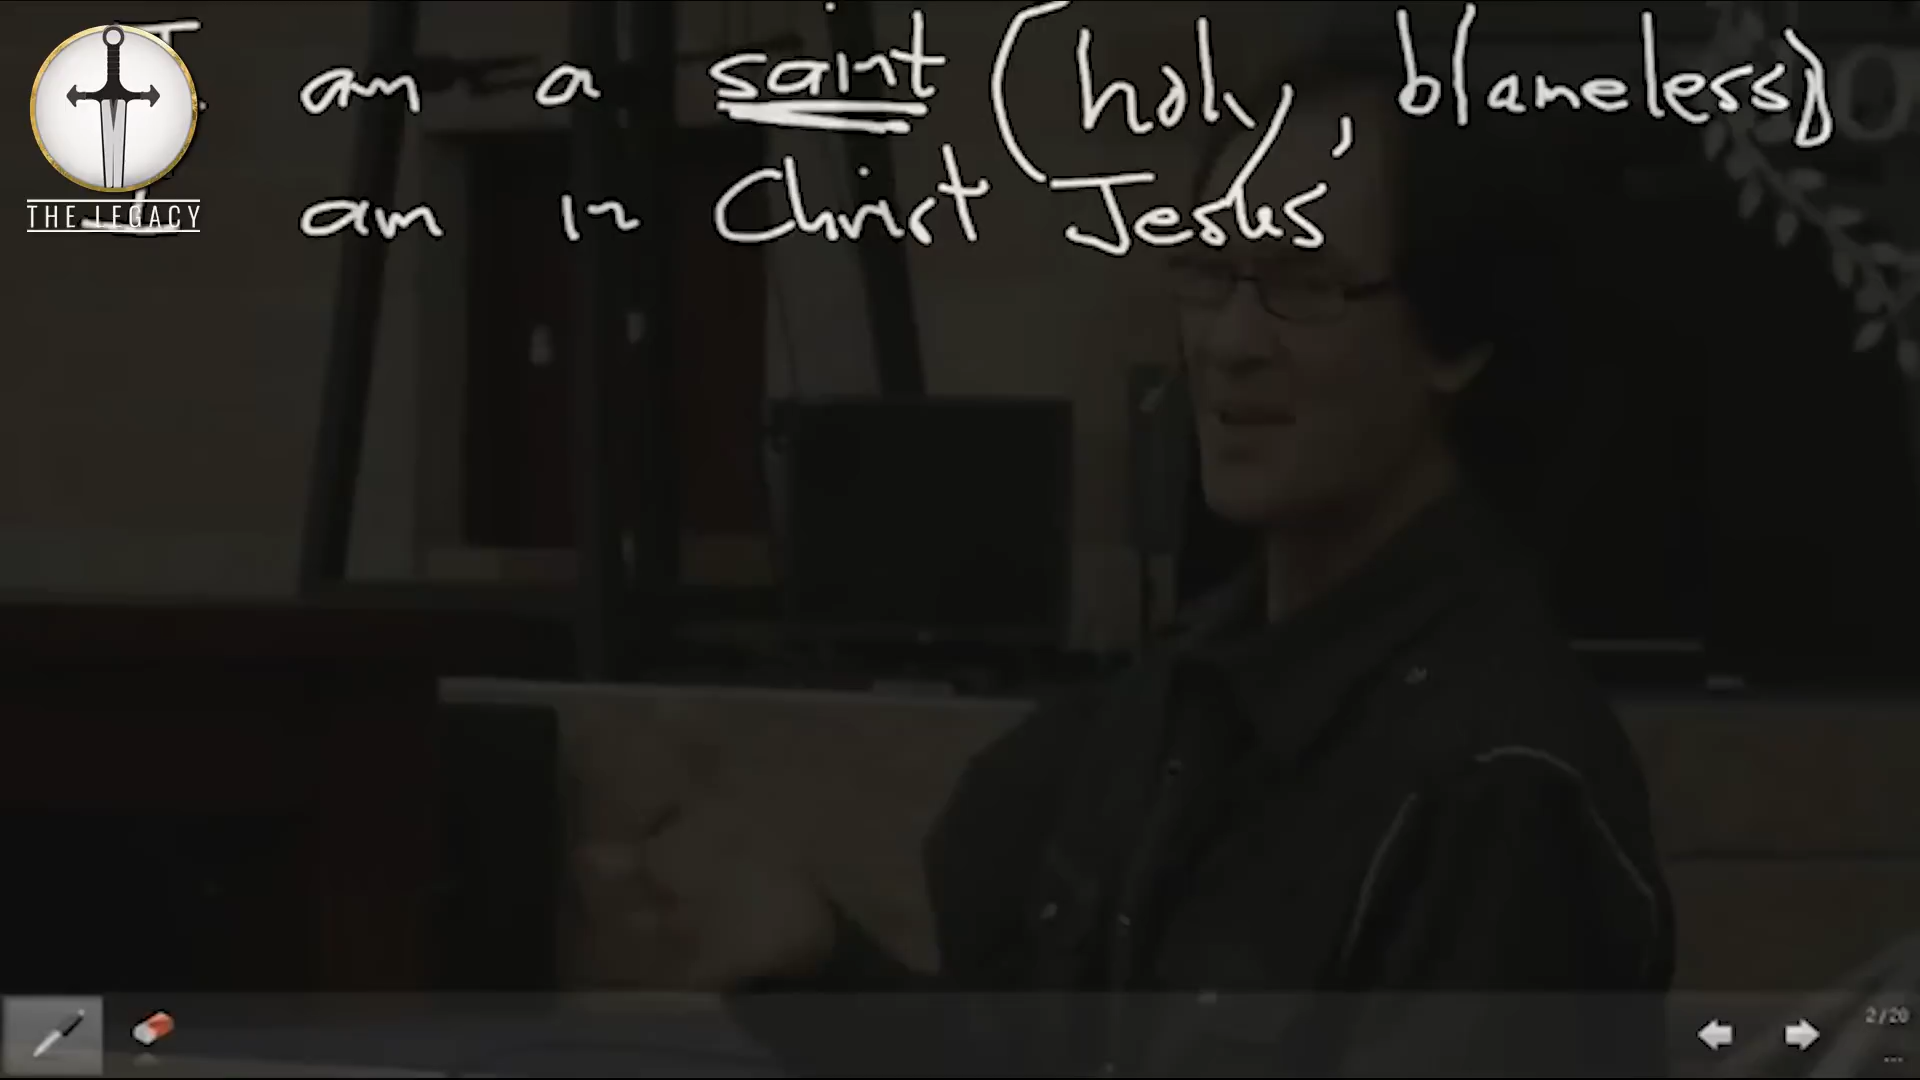 I am a saint (holy, blameless)
I am in Christ Jesus
THE LEGACY
2/20